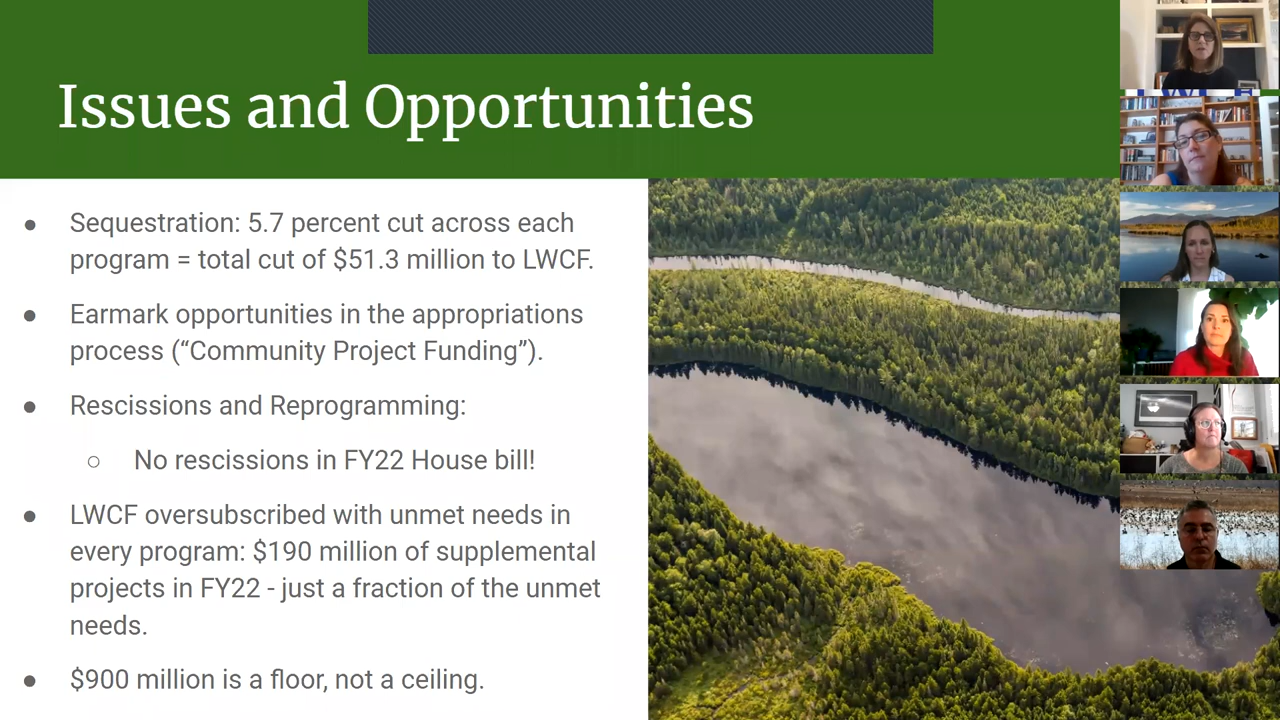 Issues and Opportunities
● Sequestration: 5.7 percent cut across each
program = total cut of $51.3 million to LWCF.
● Earmark opportunities in the appropriations
process (“Community Project Funding”).
● Rescissions and Reprogramming:
○ No rescissions in FY22 House bill!
● LWCF oversubscribed with unmet needs in
every program: $190 million of supplemental
projects in FY22 - just a fraction of the unmet
needs.
● $900 million is a floor, not a ceiling.